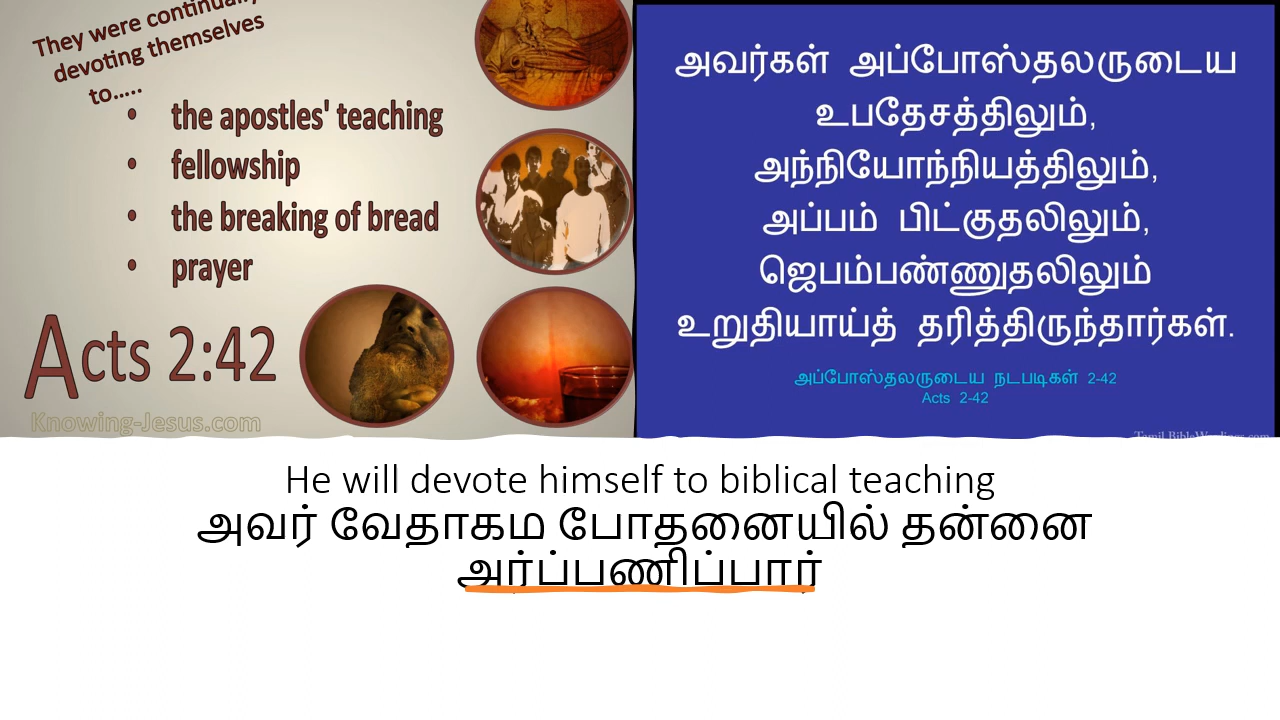 They were continually
devoting themselves
to.....
• the apostles' teaching
• fellowship
• the breaking of bread
• prayer
Acts 2:42
Knowing-Jesus.com
அவர்கள் அப்போஸ்தலருடைய
உபதேசத்திலும்,
அந்நியோந்நியத்திலும்,
அப்பம் பிட்குதலிலும்,
ஜெபம்பண்ணுதலிலும்
உறுதியாய்த் தரித்திருந்தார்கள்.
அப்போஸ்தலருடைய நடபடிகள் 2-42
Acts 2-42
He will devote himself to biblical teaching
அவர் வேதாகம போதனையில் தன்னை
அர்ப்பணிப்பார்